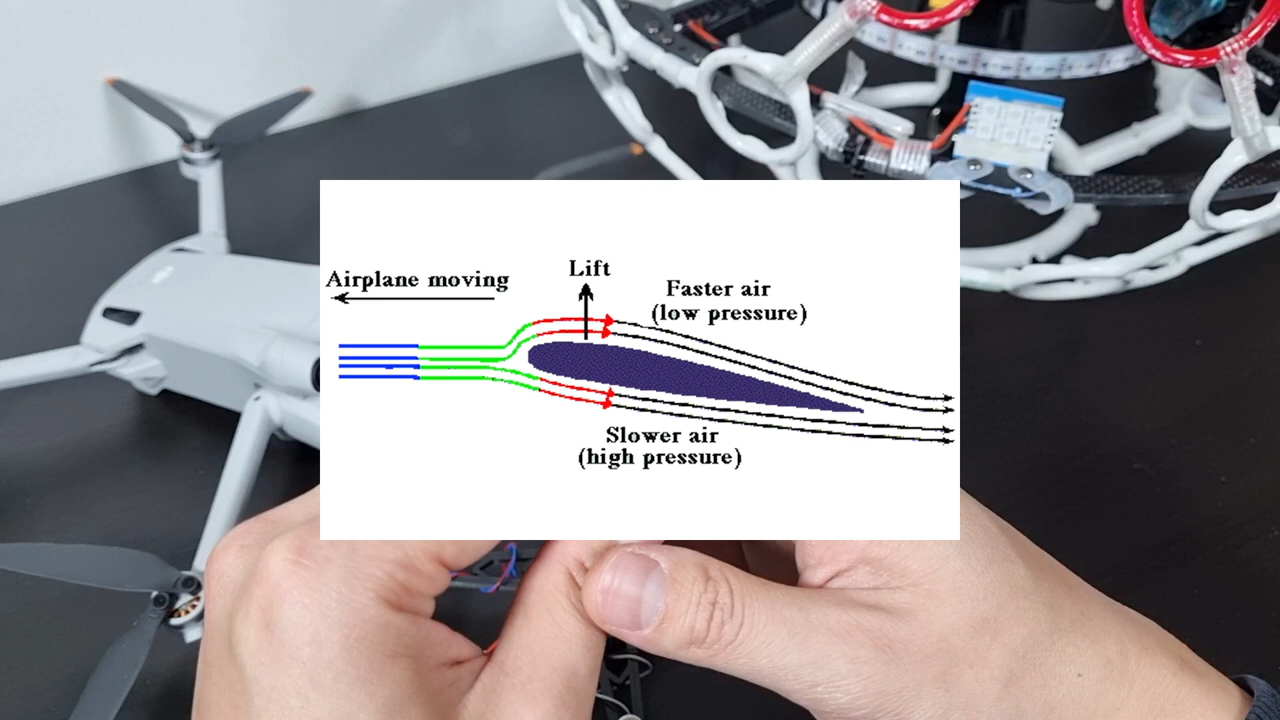 Airplane moving
Lift
Faster air
(low pressure)
Slower air
(high pressure)